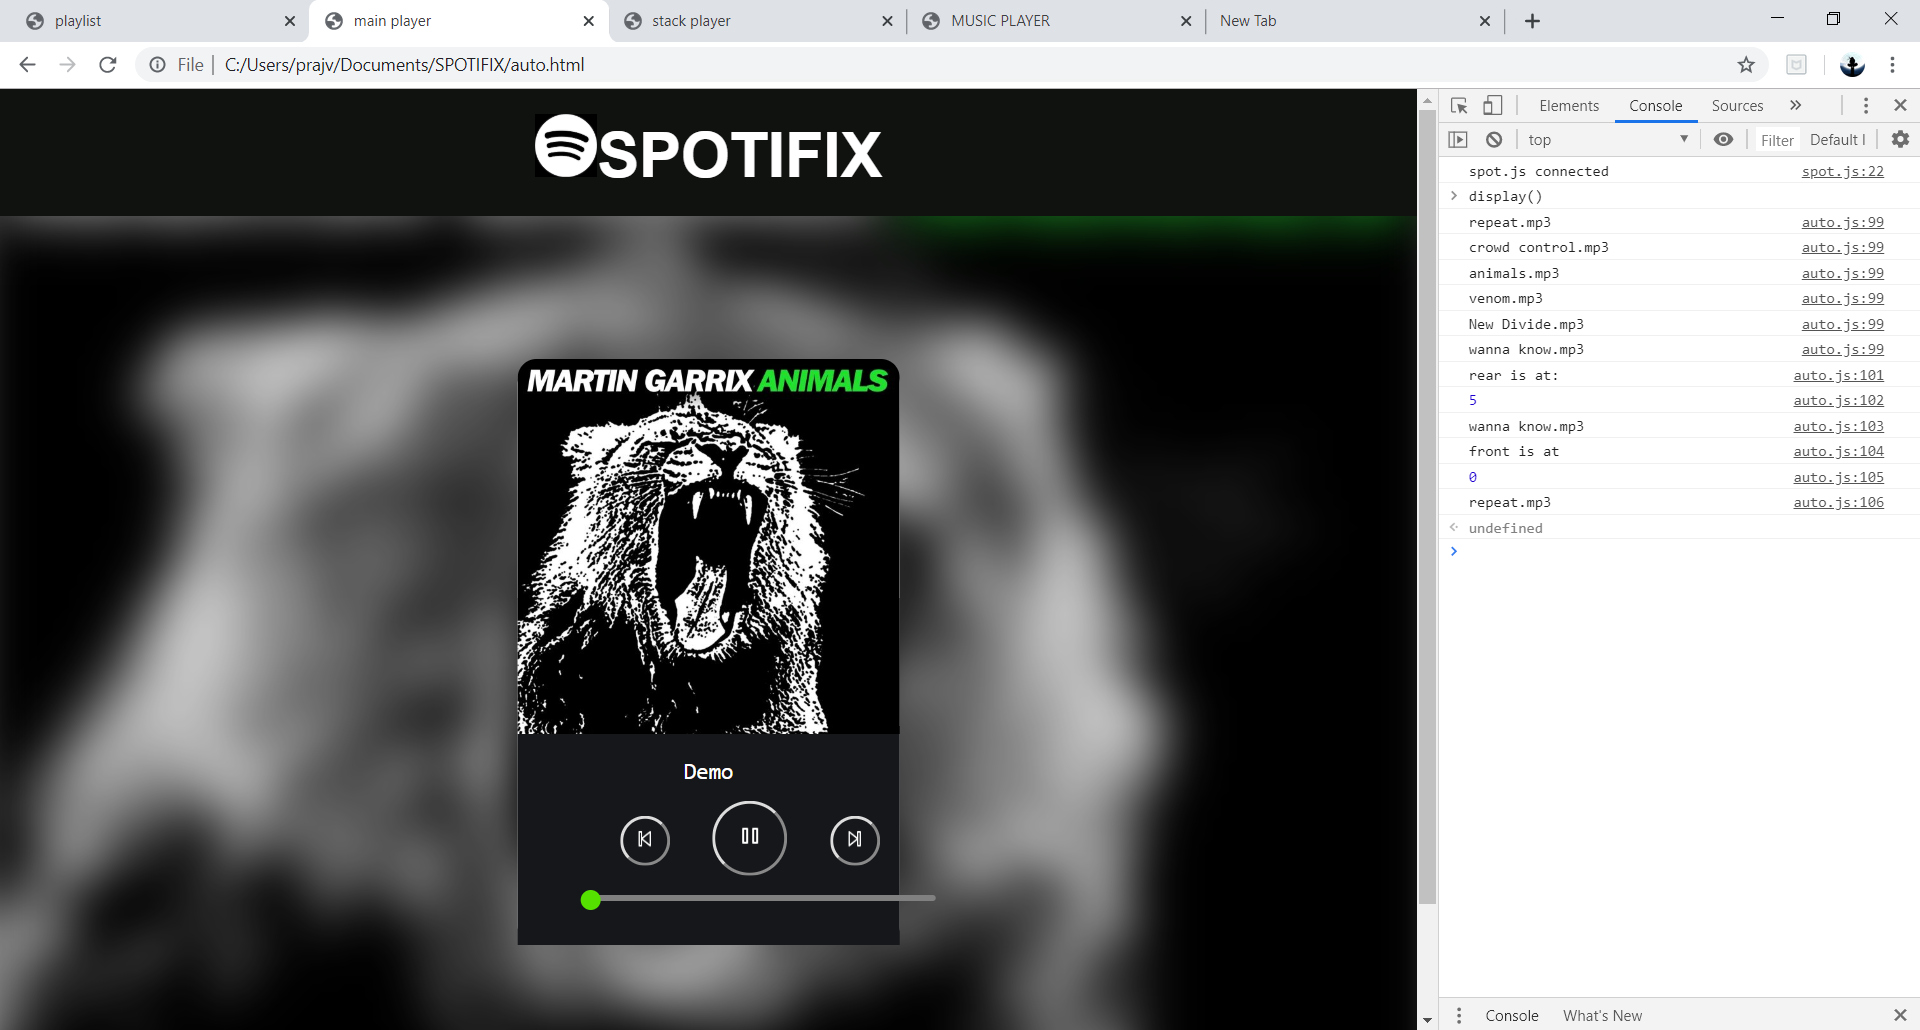 playlist
main player
stack player
MUSIC PLAYER
New Tab
File
C:/Users/prajv/Documents/SPOTIFIX/auto.html
SPOTIFIX
MARTIN GARRIX ANIMALS
Demo
Elements Console Sources
top Filter Default l
spot.js connected spot.js:22
display()
repeat.mp3 auto.js:99
crowd control.mp3 auto.js:99
animals.mp3 auto.js:99
venom.mp3 auto.js:99
New Divide.mp3 auto.js:99
wanna know.mp3 auto.js:99
rear is at: auto.js:101
5 auto.js:102
wanna know.mp3 auto.js:103
front is at auto.js:104
0 auto.js:105
repeat.mp3 auto.js:106
undefined
Console What's New